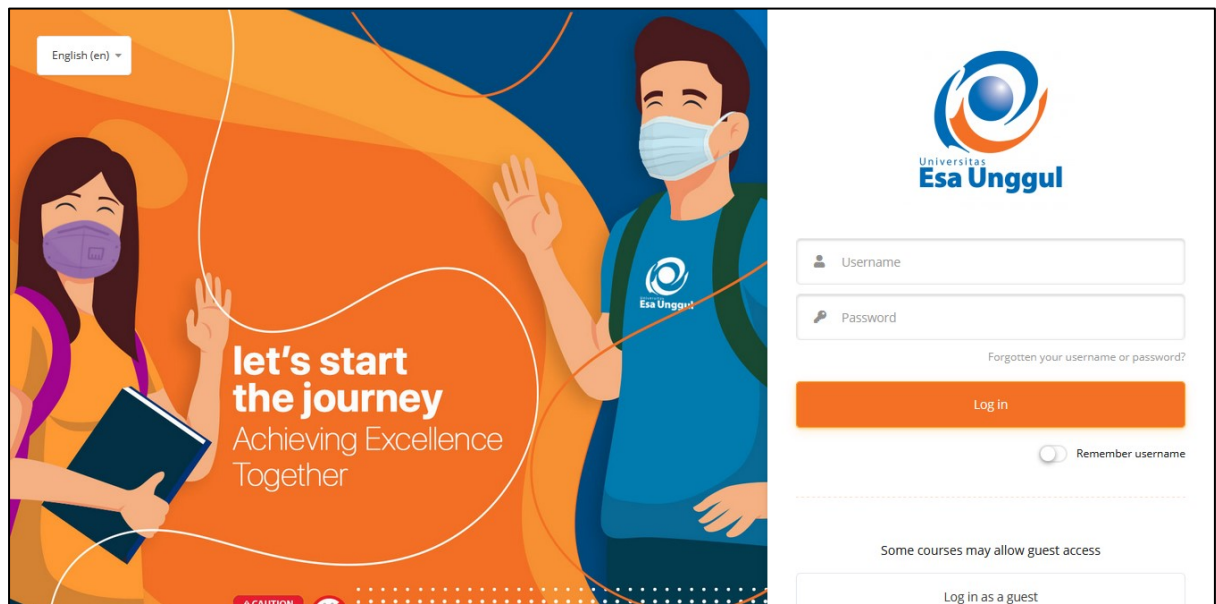 English (en)
Universitas
Esa Unggul
let's start
the journey
Achieving Excellence
Together
CAUTION
Universitas
Esa Unggul
Username
Password
Forgotten your username or password?
Log in
Remember username
Some courses may allow guest access
Log in as a guest